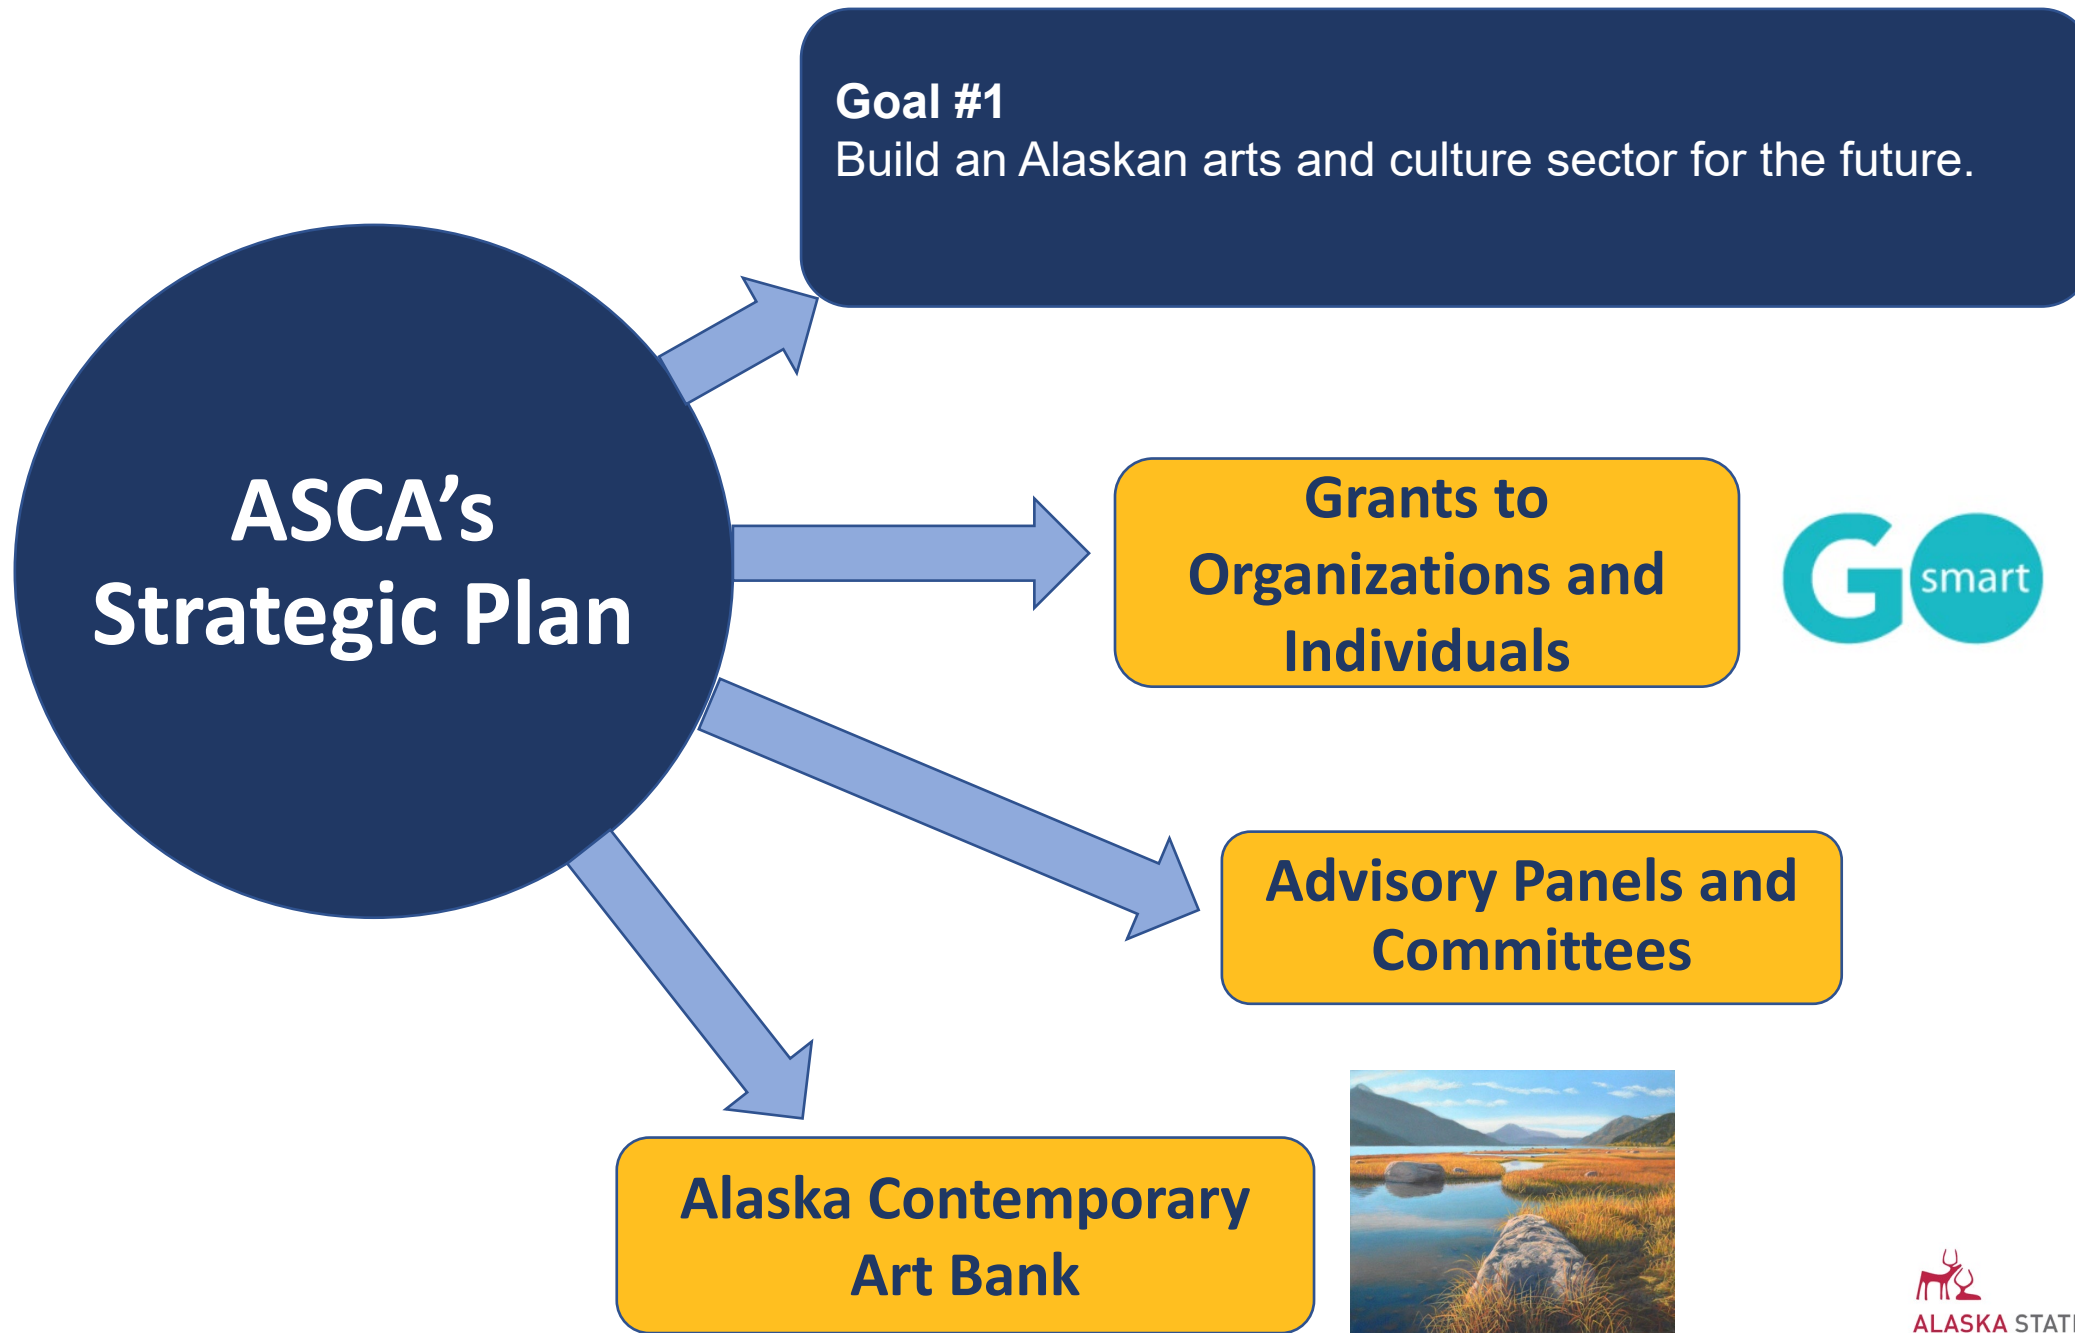 Goal #1
Build an Alaskan arts and culture sector for the future.
ASCA’s
Strategic Plan
Grants to
Organizations and
Individuals
Go smart
Advisory Panels and
Committees
Alaska Contemporary
Art Bank
ALASKA STAT